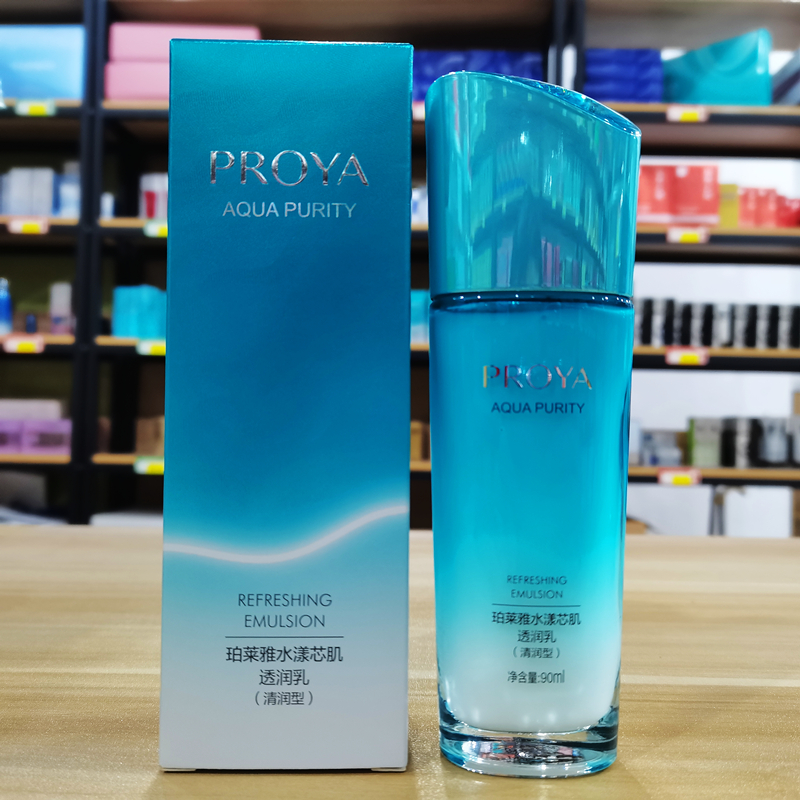 PROYA
AQUA PURITY
REFRESHING
EMULSION
珀莱雅水漾芯肌
透润乳
（清润型）
PROYA
AQUA PURITY
REFRESHING
EMULSION
珀莱雅水漾芯肌
透润乳
（清润型）
净含量:90ml